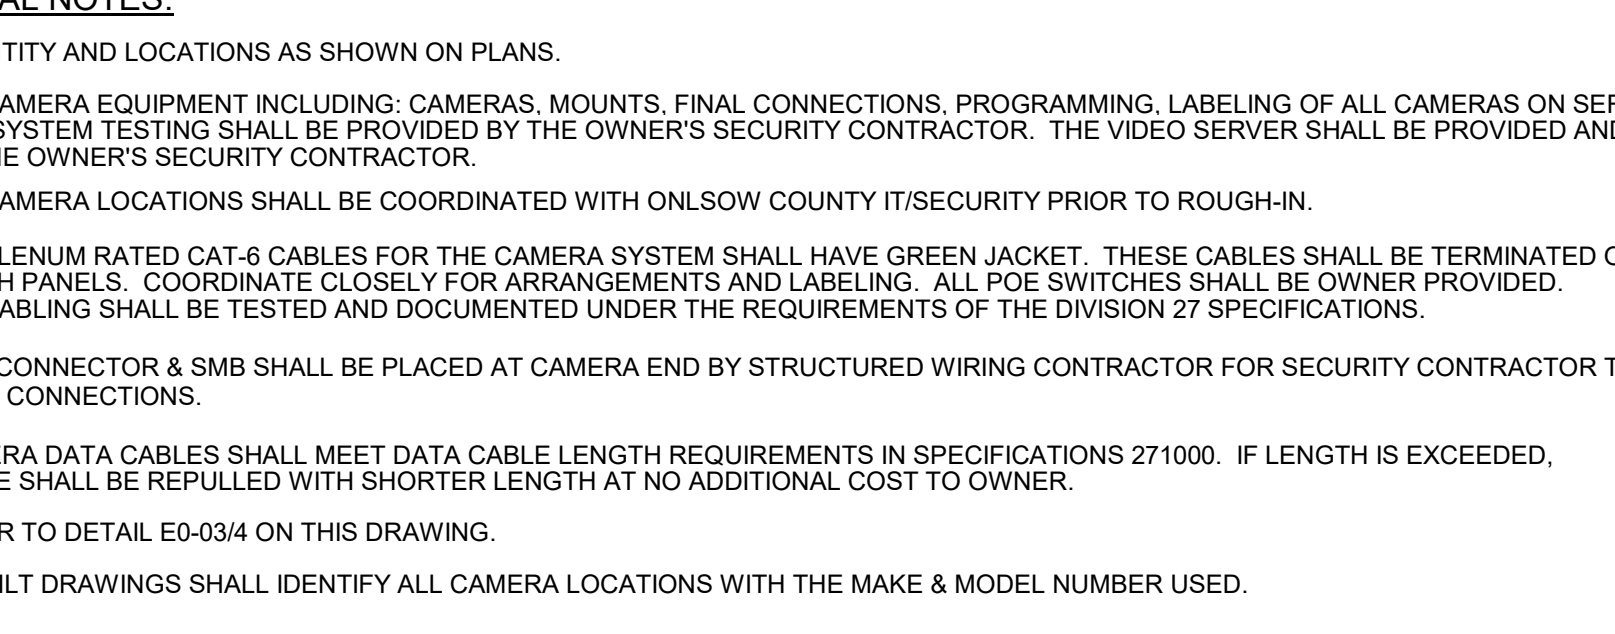 AL NOTES:
TITY AND LOCATIONS AS SHOWN ON PLANS.
AMERA EQUIPMENT INCLUDING: CAMERAS, MOUNTS, FINAL CONNECTIONS, PROGRAMMING, LABELING OF ALL CAMERAS ON SER
SYSTEM TESTING SHALL BE PROVIDED BY THE OWNER'S SECURITY CONTRACTOR.  THE VIDEO SERVER SHALL BE PROVIDED AND
HE OWNER'S SECURITY CONTRACTOR.
AMERA LOCATIONS SHALL BE COORDINATED WITH ONLSOW COUNTY IT/SECURITY PRIOR TO ROUGH-IN.
LENUM RATED CAT-6 CABLES FOR THE CAMERA SYSTEM SHALL HAVE GREEN JACKET.  THESE CABLES SHALL BE TERMINATED O
H PANELS.  COORDINATE CLOSELY FOR ARRANGEMENTS AND LABELING.  ALL POE SWITCHES SHALL BE OWNER PROVIDED.
ABLING SHALL BE TESTED AND DOCUMENTED UNDER THE REQUIREMENTS OF THE DIVISION 27 SPECIFICATIONS.
CONNECTOR & SMB SHALL BE PLACED AT CAMERA END BY STRUCTURED WIRING CONTRACTOR FOR SECURITY CONTRACTOR T
CONNECTIONS.
ERA DATA CABLES SHALL MEET DATA CABLE LENGTH REQUIREMENTS IN SPECIFICATIONS 271000.  IF LENGTH IS EXCEEDED,
E SHALL BE REPULLED WITH SHORTER LENGTH AT NO ADDITIONAL COST TO OWNER.
R TO DETAIL E0-03/4 ON THIS DRAWING.
ILT DRAWINGS SHALL IDENTIFY ALL CAMERA LOCATIONS WITH THE MAKE & MODEL NUMBER USED.